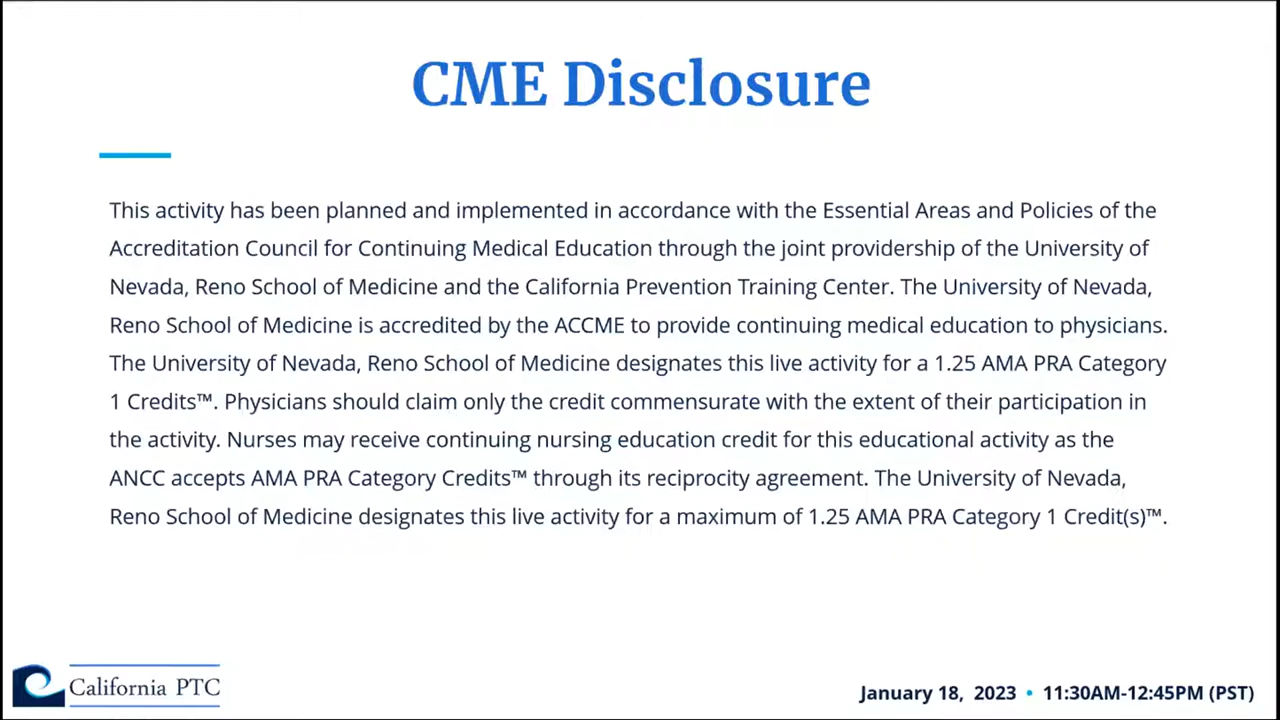 CME Disclosure
This activity has been planned and implemented in accordance with the Essential Areas and Policies of the
Accreditation Council for Continuing Medical Education through the joint providership of the University of
Nevada, Reno School of Medicine and the California Prevention Training Center. The University of Nevada,
Reno School of Medicine is accredited by the ACCME to provide continuing medical education to physicians.
The University of Nevada, Reno School of Medicine designates this live activity for a 1.25 AMA PRA Category
1 Credits™. Physicians should claim only the credit commensurate with the extent of their participation in
the activity. Nurses may receive continuing nursing education credit for this educational activity as the
ANCC accepts AMA PRA Category Credits™ through its reciprocity agreement. The University of Nevada,
Reno School of Medicine designates this live activity for a maximum of 1.25 AMA PRA Category 1 Credit(s)™.
California PTC
January 18, 2023 • 11:30AM-12:45PM (PST)